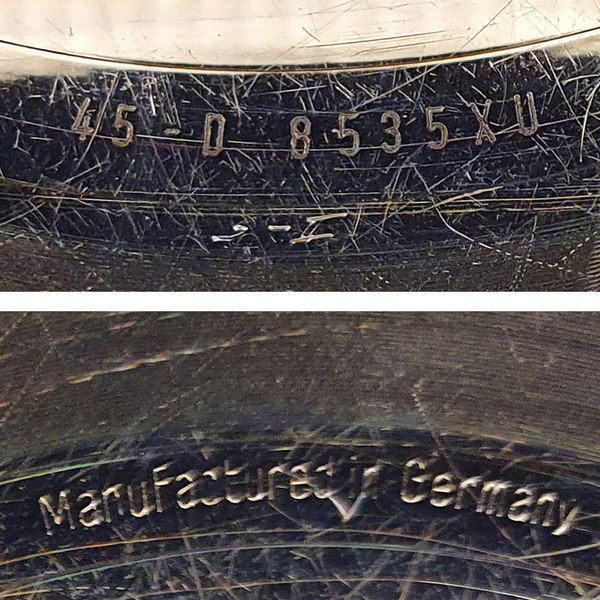 45-D 8535XU
Manufactured in Germany